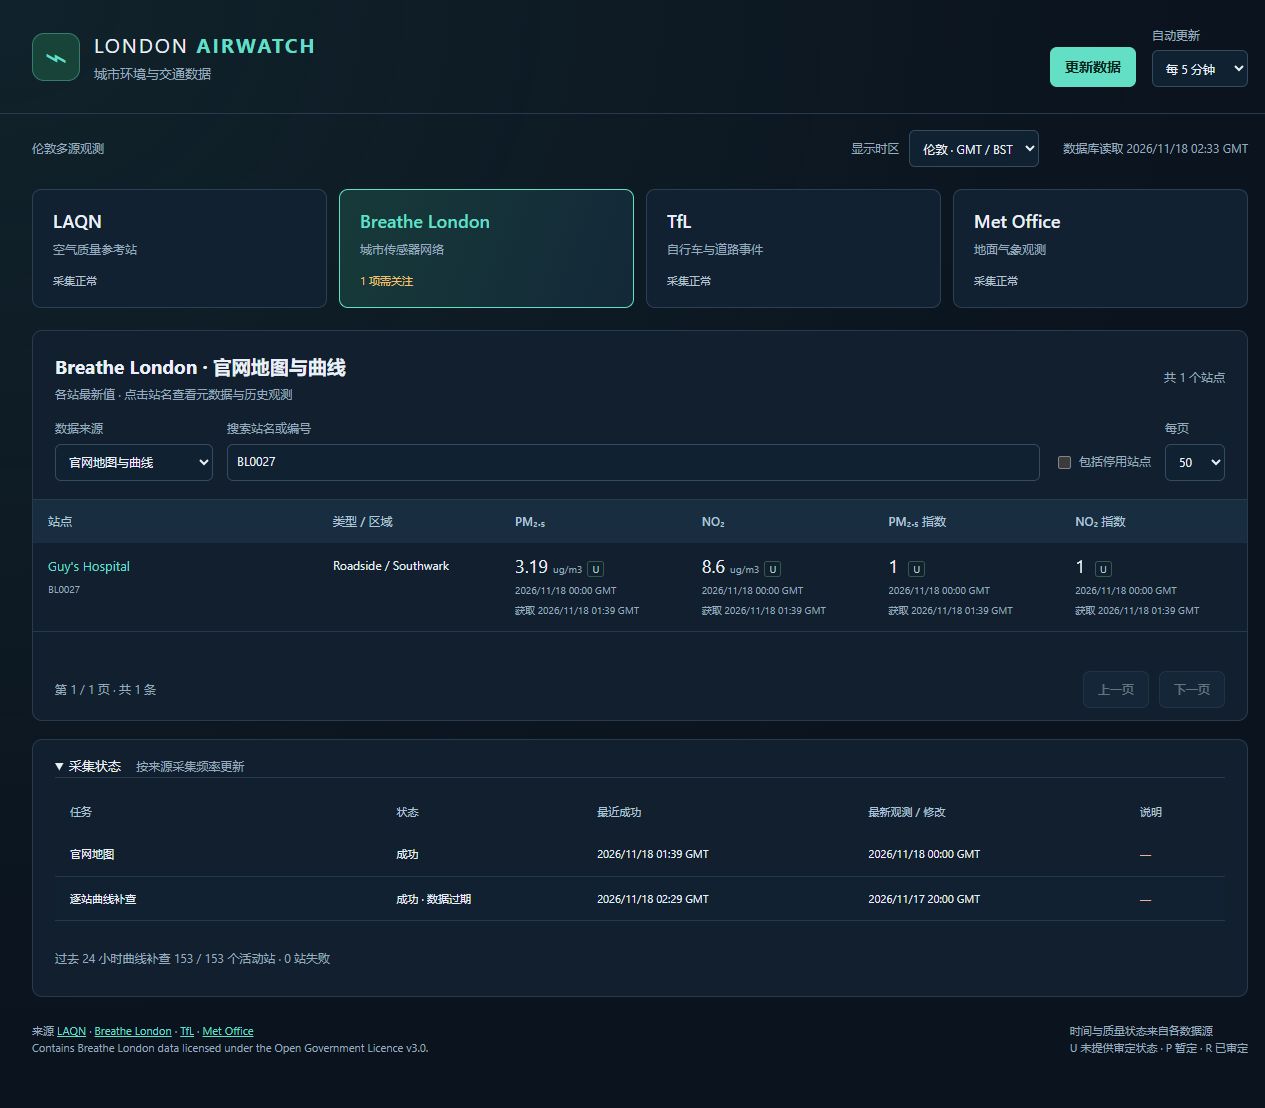 LONDON AIRWATCH
城市环境与交通数据
更新数据
自动更新
每 5 分钟
伦敦多源观测
显示时区
伦敦 · GMT / BST
数据库读取 2026/11/18 02:33 GMT
LAQN
空气质量参考站
采集正常
Breathe London
城市传感器网络
1 项需关注
TfL
自行车与道路事件
采集正常
Met Office
地面气象观测
采集正常
Breathe London · 官网地图与曲线
各站最新值 · 点击站名查看元数据与历史观测
共 1 个站点
数据来源
官网地图与曲线
搜索站名或编号
BL0027
包括停用站点
每页
50
站点 类型 / 区域 PM₂.₅ NO₂ PM₂.₅ 指数 NO₂ 指数
Guy's Hospital
BL0027
Roadside / Southwark
3.19 ug/m3 U
2026/11/18 00:00 GMT
获取 2026/11/18 01:39 GMT
8.6 ug/m3 U
2026/11/18 00:00 GMT
获取 2026/11/18 01:39 GMT
1 U
2026/11/18 00:00 GMT
获取 2026/11/18 01:39 GMT
1 U
2026/11/18 00:00 GMT
获取 2026/11/18 01:39 GMT
第 1 / 1 页 · 共 1 条
上一页
下一页
▼ 采集状态 按来源采集频率更新
任务 状态 最近成功 最新观测 / 修改 说明
官网地图 成功 2026/11/18 01:39 GMT 2026/11/18 00:00 GMT —
逐站曲线补查 成功 · 数据过期 2026/11/18 02:29 GMT 2026/11/17 20:00 GMT —
过去 24 小时曲线补查 153 / 153 个活动站 · 0 站失败
来源 LAQN · Breathe London · TfL · Met Office
Contains Breathe London data licensed under the Open Government Licence v3.0.
时间与质量状态来自各数据源
U 未提供审定状态 · P 暂定 · R 已审定